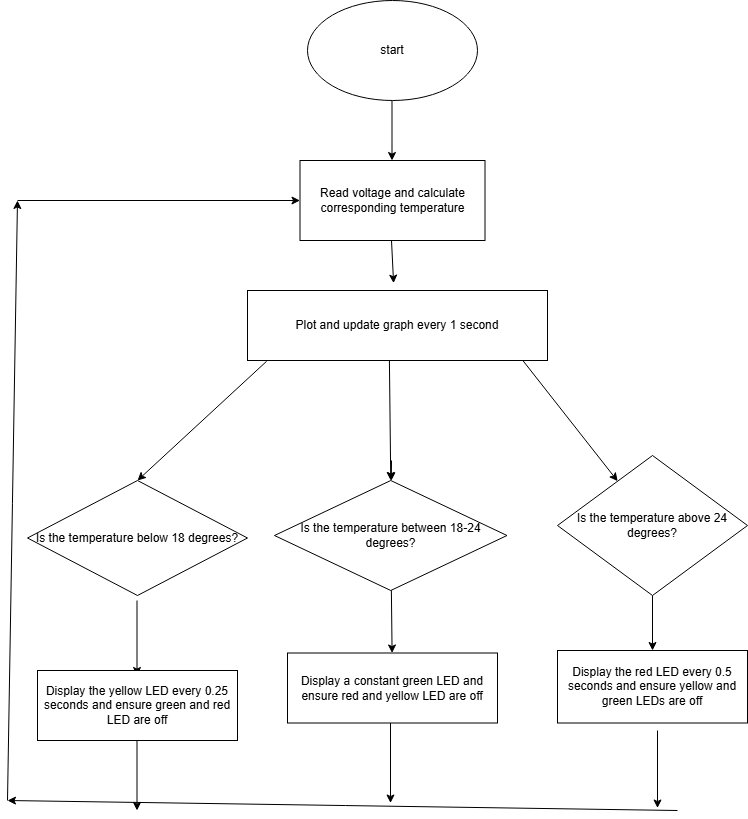 start
Read voltage and calculate
corresponding temperature
Plot and update graph every 1 second
Is the temperature below 18 degrees?
Is the temperature between 18-24
degrees?
Is the temperature above 24
degrees?
Display the yellow LED every 0.25
seconds and ensure green and red
LED are off
Display a constant green LED and
ensure red and yellow LED are off
Display the red LED every 0.5
seconds and ensure yellow and
green LEDs are off